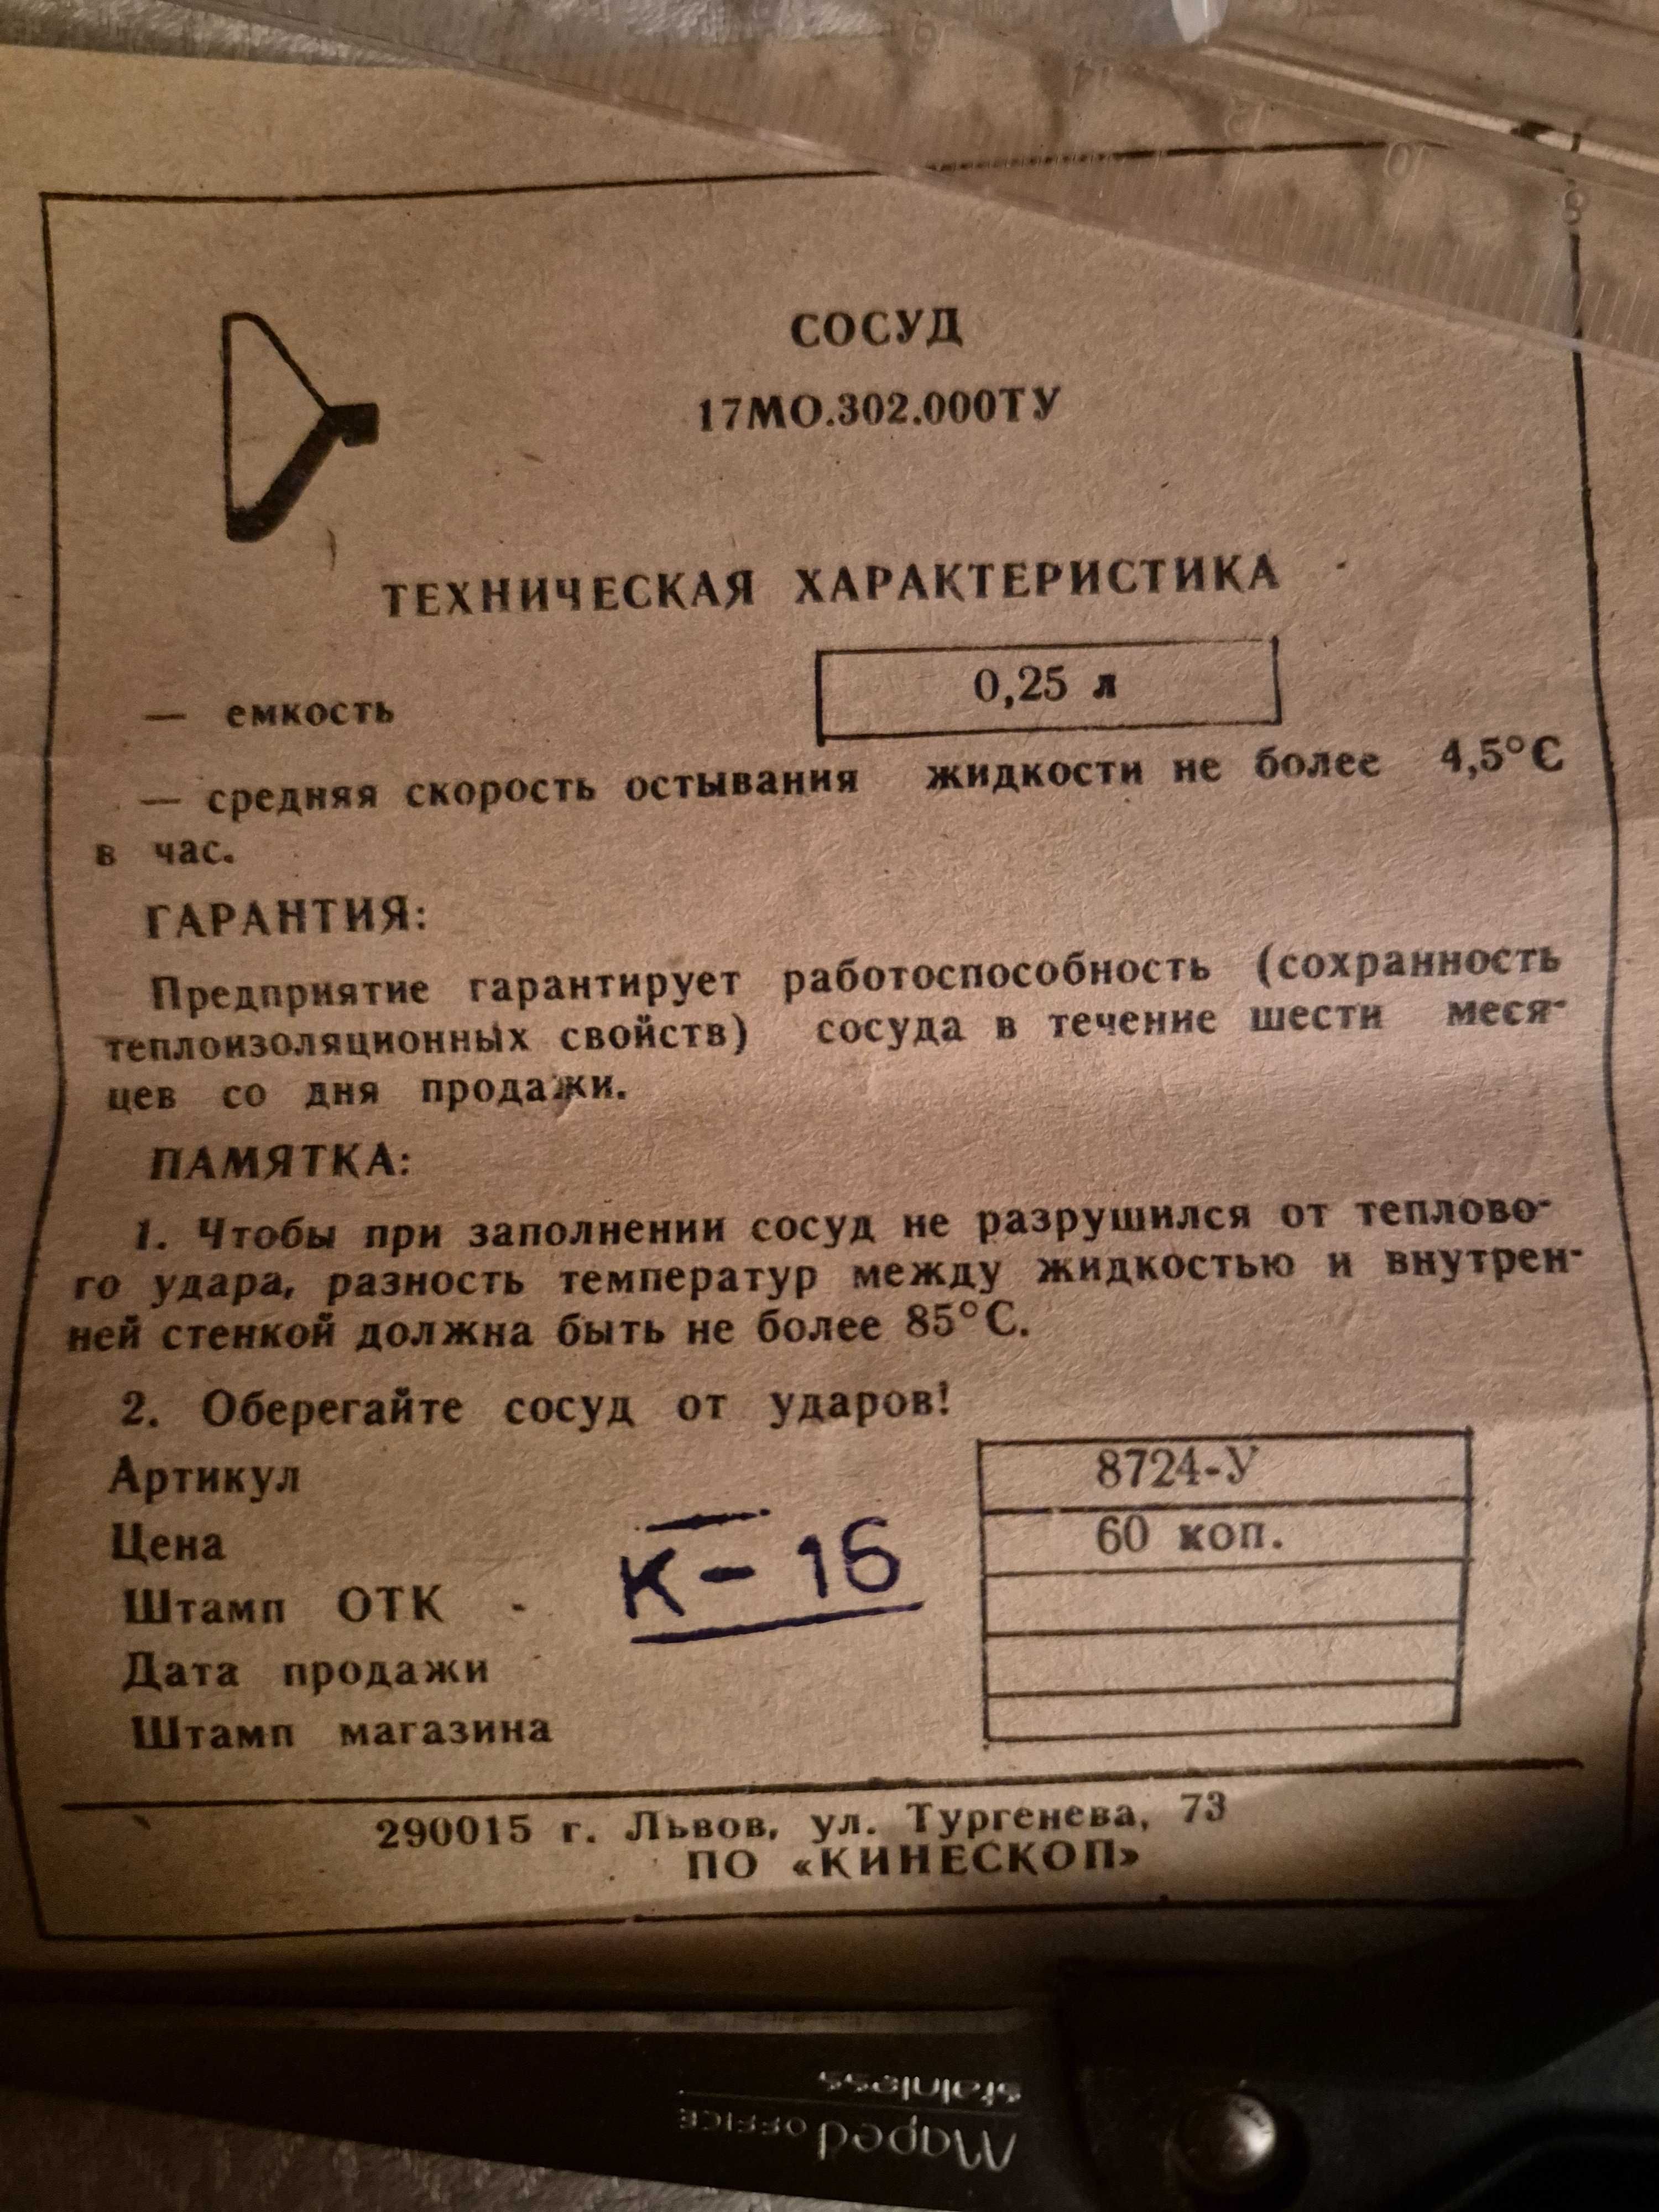 СОСУД
17МО.302.000ТУ
ТЕХНИЧЕСКАЯ ХАРАКТЕРИСТИКА
— емкость 0,25 л
— средняя скорость остывания жидкости не более 4,5°С
в час.
ГАРАНТИЯ:
Предприятие гарантирует работоспособность (сохранность
теплоизоляционных свойств) сосуда в течение шести меся-
цев со дня продажи.
ПАМЯТКА:
1. Чтобы при заполнении сосуд не разрушился от теплово-
го удара, разность температур между жидкостью и внутрен-
ней стенкой должна быть не более 85°С.
2. Оберегайте сосуд от ударов!
Артикул 8724-У
Цена 60 коп.
Штамп ОТК - К-16
Дата продажи
Штамп магазина
290015 г. Львов, ул. Тургенева, 73
ПО «КИНЕСКОП»
Maped OFFICE
stainless